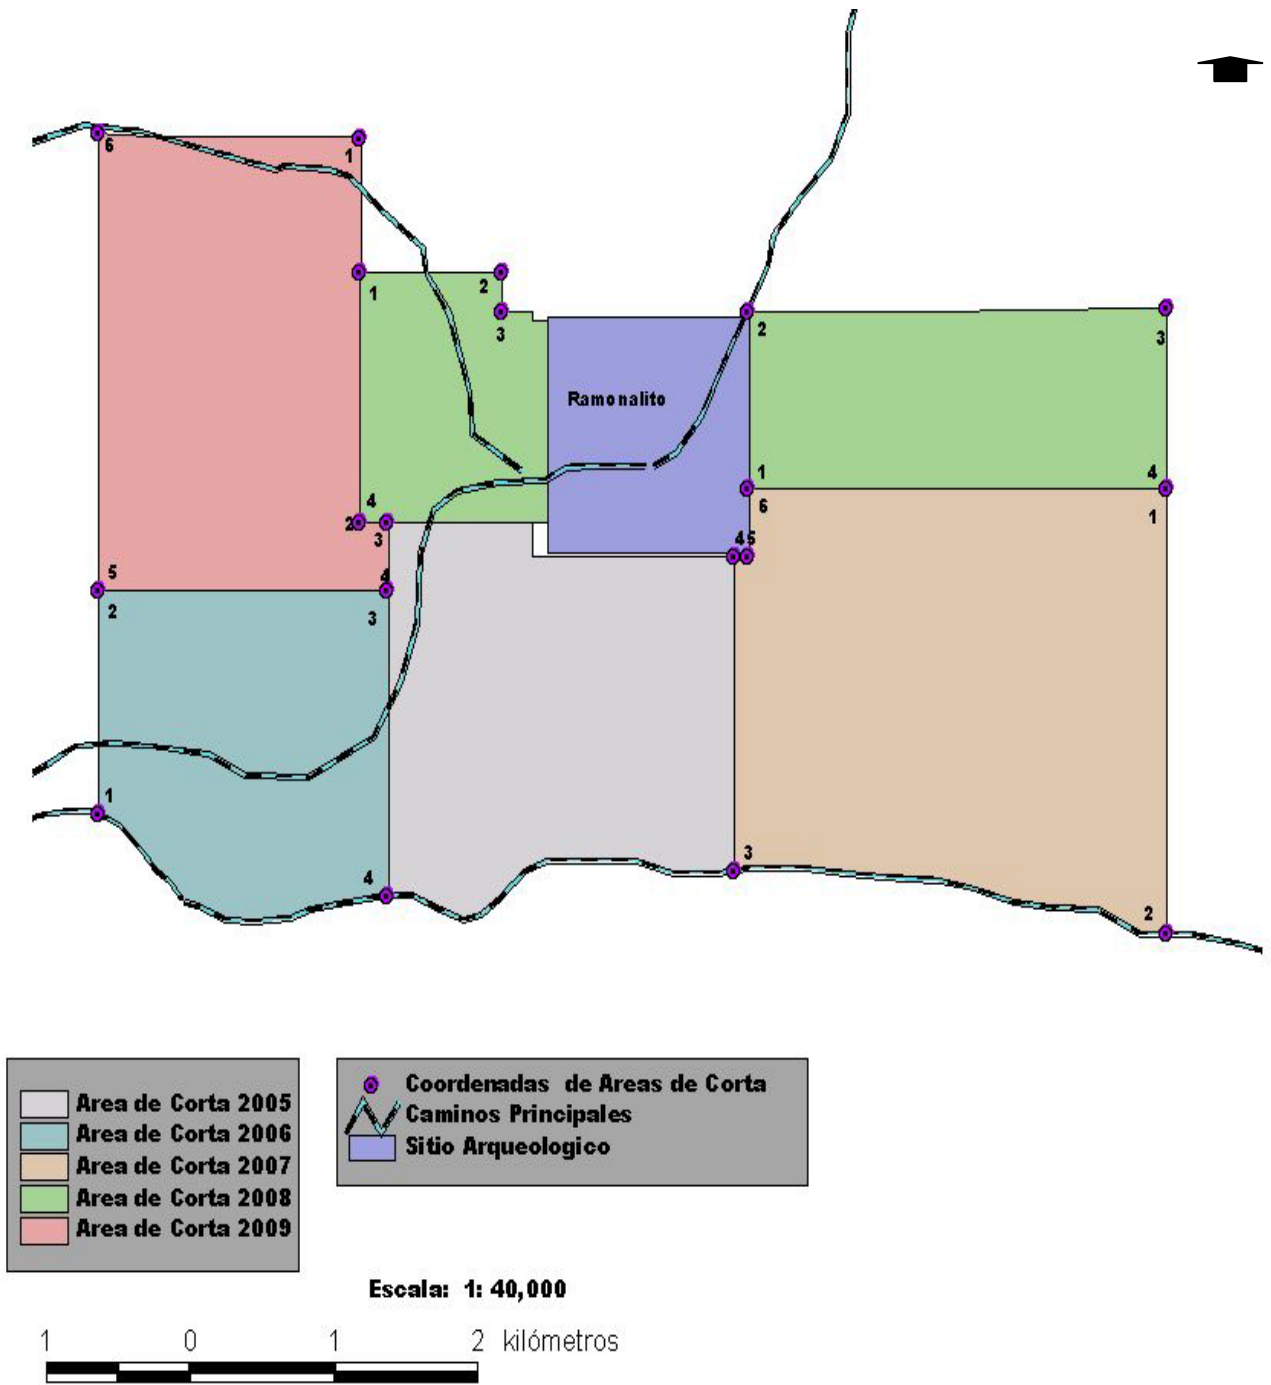 6
1
1
2
3
2
3
Ramonalito
1
4
6
1
4
2
3
4 5
5
4
2
3
1
3
4
2
Area de Corta 2005
Area de Corta 2006
Area de Corta 2007
Area de Corta 2008
Area de Corta 2009
Coordenadas de Areas de Corta
Caminos Principales
Sitio Arqueologico
Escala: 1: 40,000
1 0 1 2 kilómetros